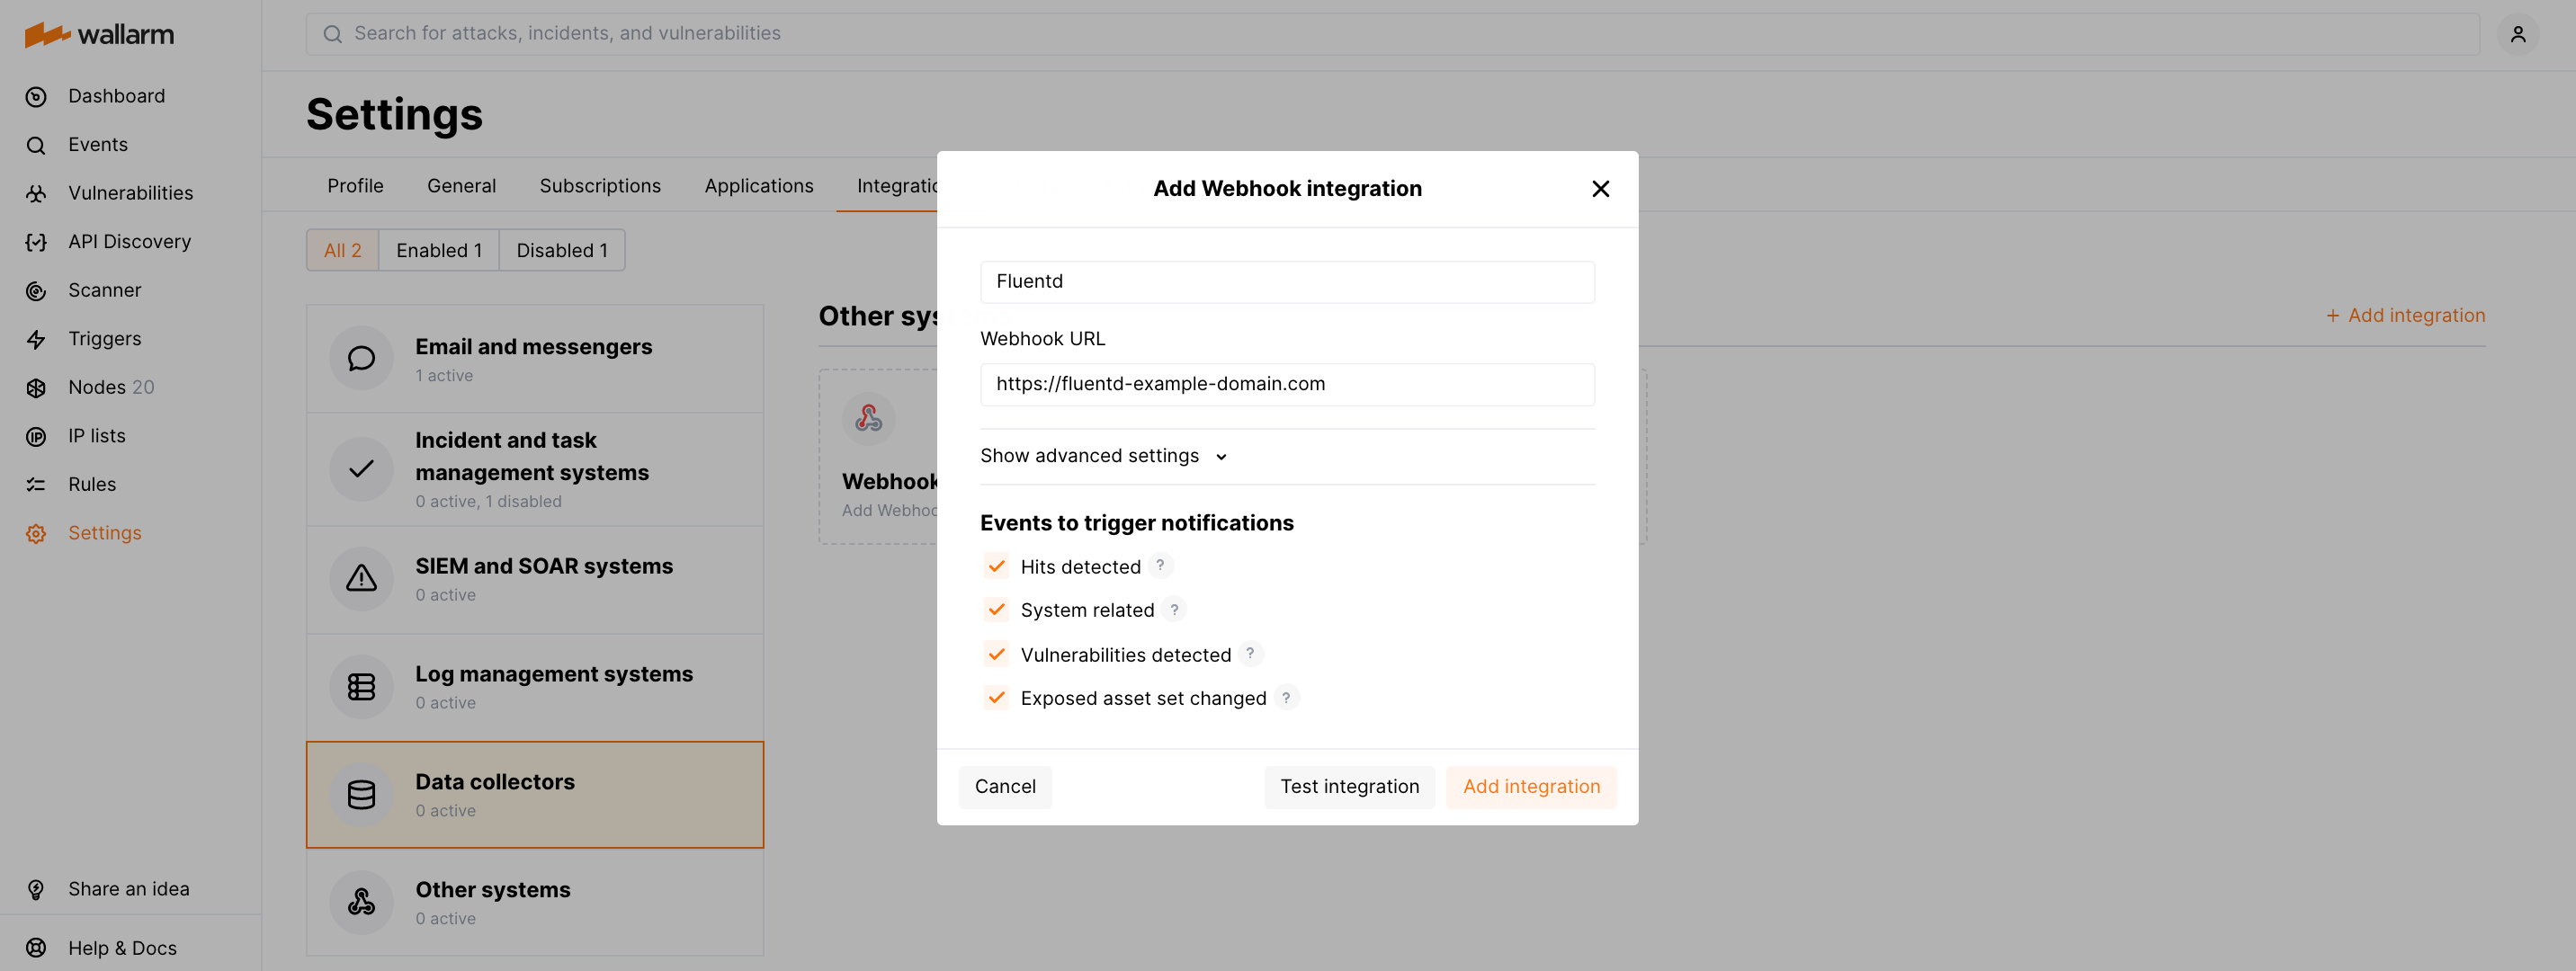 wallarm
Search for attacks, incidents, and vulnerabilities
Dashboard
Events
Vulnerabilities
API Discovery
Scanner
Triggers
Nodes 20
IP lists
Rules
Settings
Share an idea
Help & Docs
Settings
Profile General Subscriptions Applications Integratio
All 2 Enabled 1 Disabled 1
Email and messengers
1 active
Incident and task
management systems
0 active, 1 disabled
SIEM and SOAR systems
0 active
Log management systems
0 active
Data collectors
0 active
Other systems
0 active
Other sys
+ Add integration
Webhook
Add Webhoo
Add Webhook integration
Fluentd
Webhook URL
https://fluentd-example-domain.com
Show advanced settings
Events to trigger notifications
Hits detected ?
System related ?
Vulnerabilities detected ?
Exposed asset set changed ?
Cancel Test integration Add integration